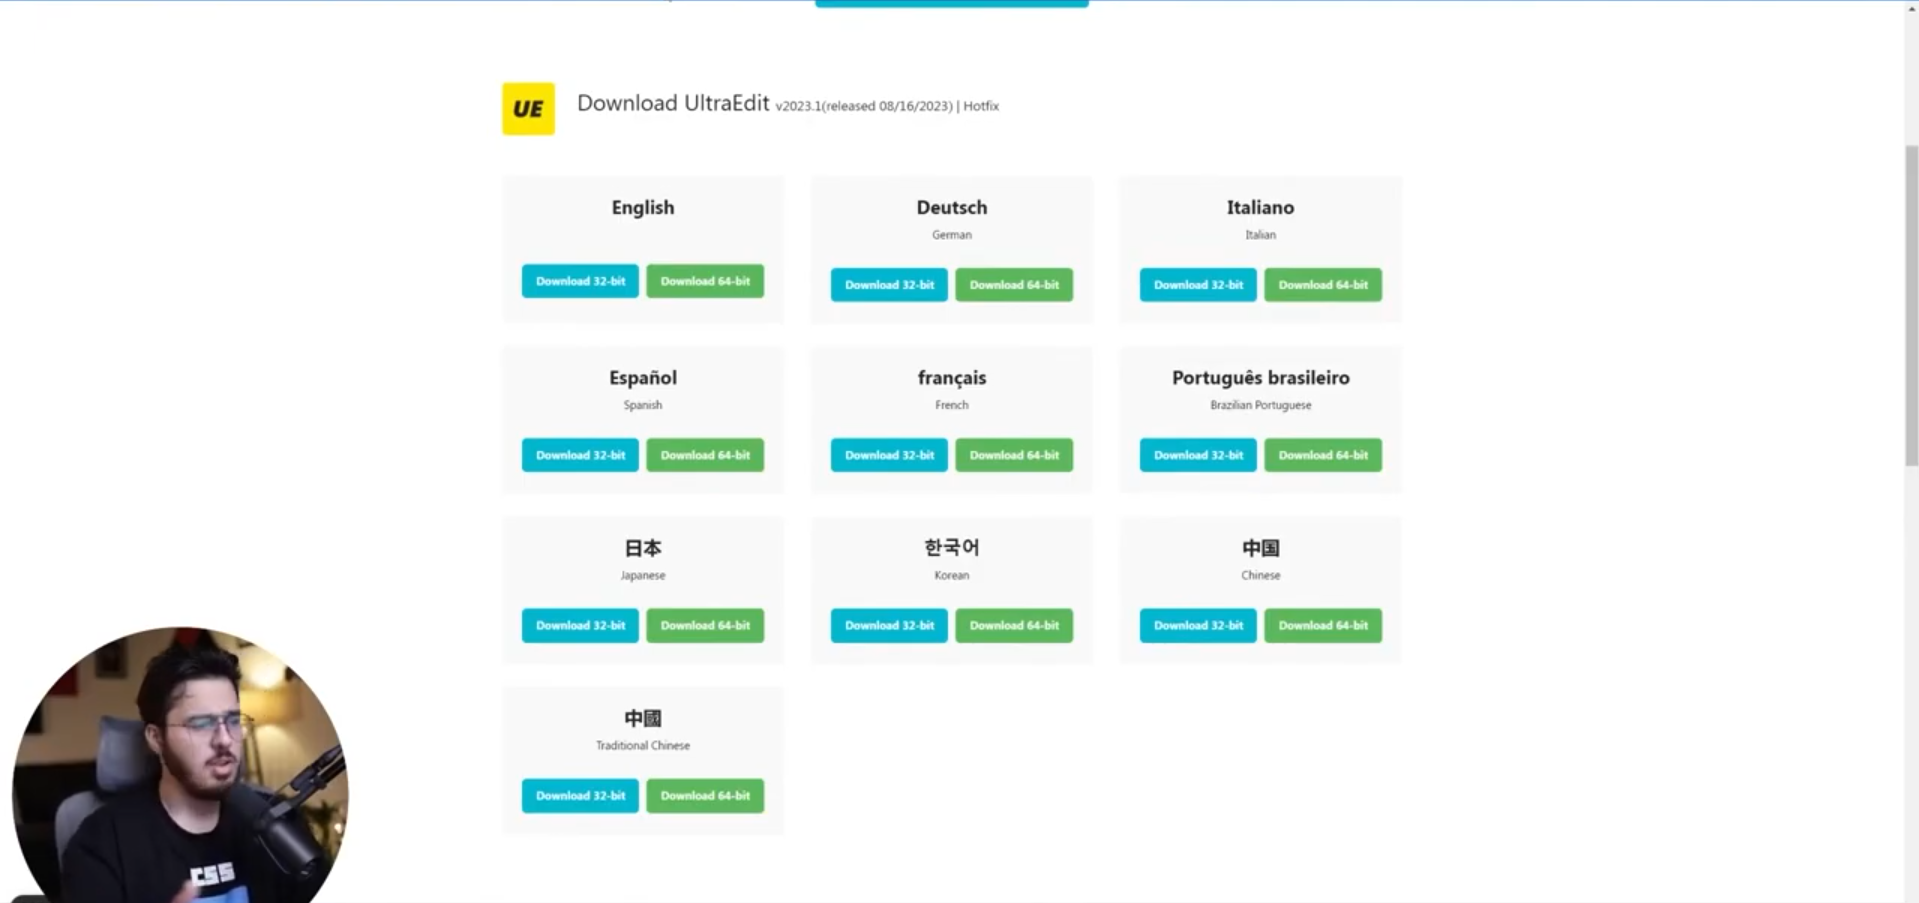 UE
Download UltraEdit v2023.1(released 08/16/2023) | Hotfix
English
Download 32-bit Download 64-bit
Deutsch
German
Download 32-bit Download 64-bit
Italiano
Italian
Download 32-bit Download 64-bit
Español
Spanish
Download 32-bit Download 64-bit
français
French
Download 32-bit Download 64-bit
Português brasileiro
Brazilian Portuguese
Download 32-bit Download 64-bit
日本
Japanese
Download 32-bit Download 64-bit
한국어
Korean
Download 32-bit Download 64-bit
中国
Chinese
Download 32-bit Download 64-bit
中國
Traditional Chinese
Download 32-bit Download 64-bit
CSS